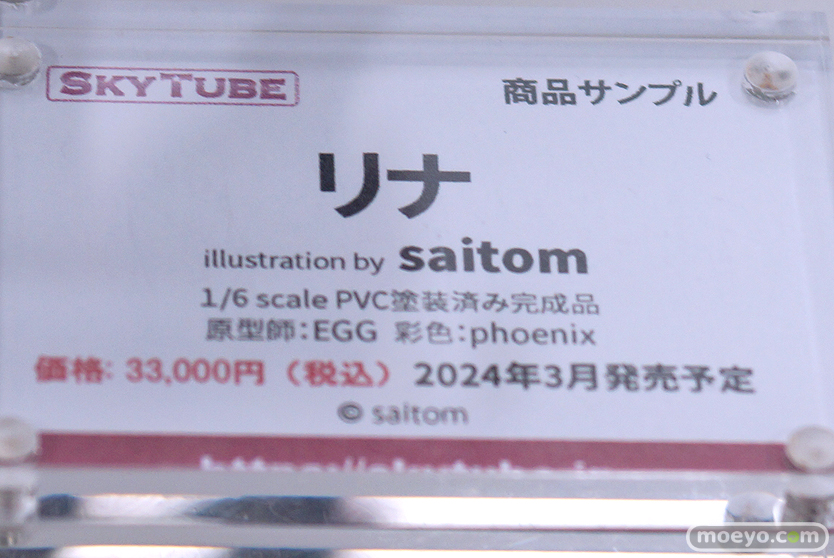 SKYTUBE
商品サンプル
リナ
illustration by saitom
1/6 scale PVC塗装済み完成品
原型師:EGG 彩色:phoenix
価格: 33,000円（税込） 2024年3月発売予定
© saitom
moeyo.com